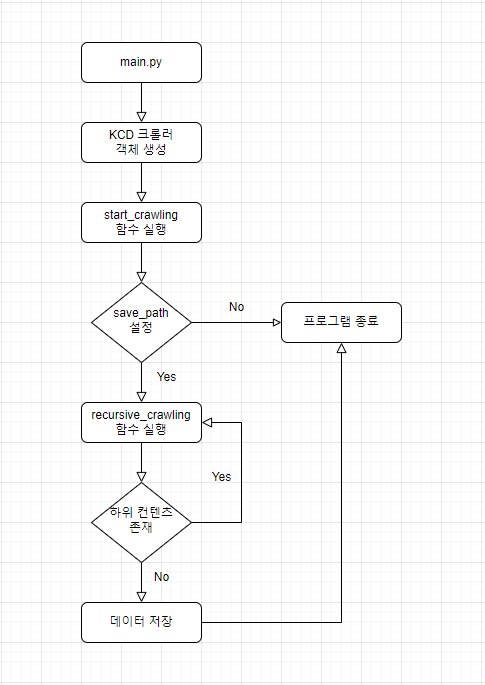 main.py
KCD 크롤러
객체 생성
start_crawling
함수 실행
save_path
설정
No
프로그램 종료
Yes
recursive_crawling
함수 실행
Yes
하위 컨텐츠
존재
No
데이터 저장